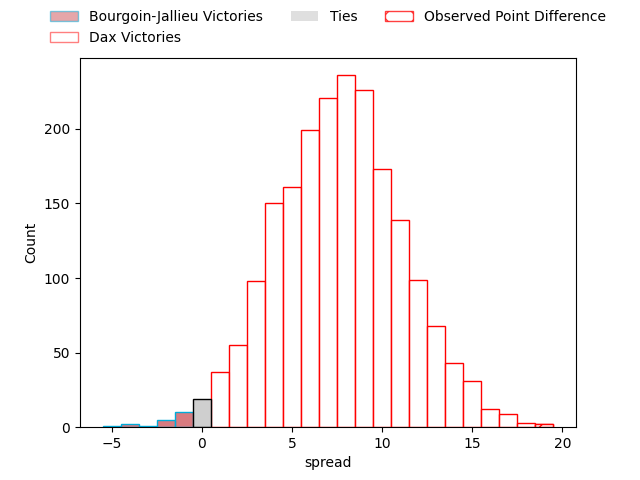 Bourgoin-Jallieu Victories
Ties
Observed Point Difference
Dax Victories
Count
200
150
100
50
0
−5
0
5
10
15
20
spread